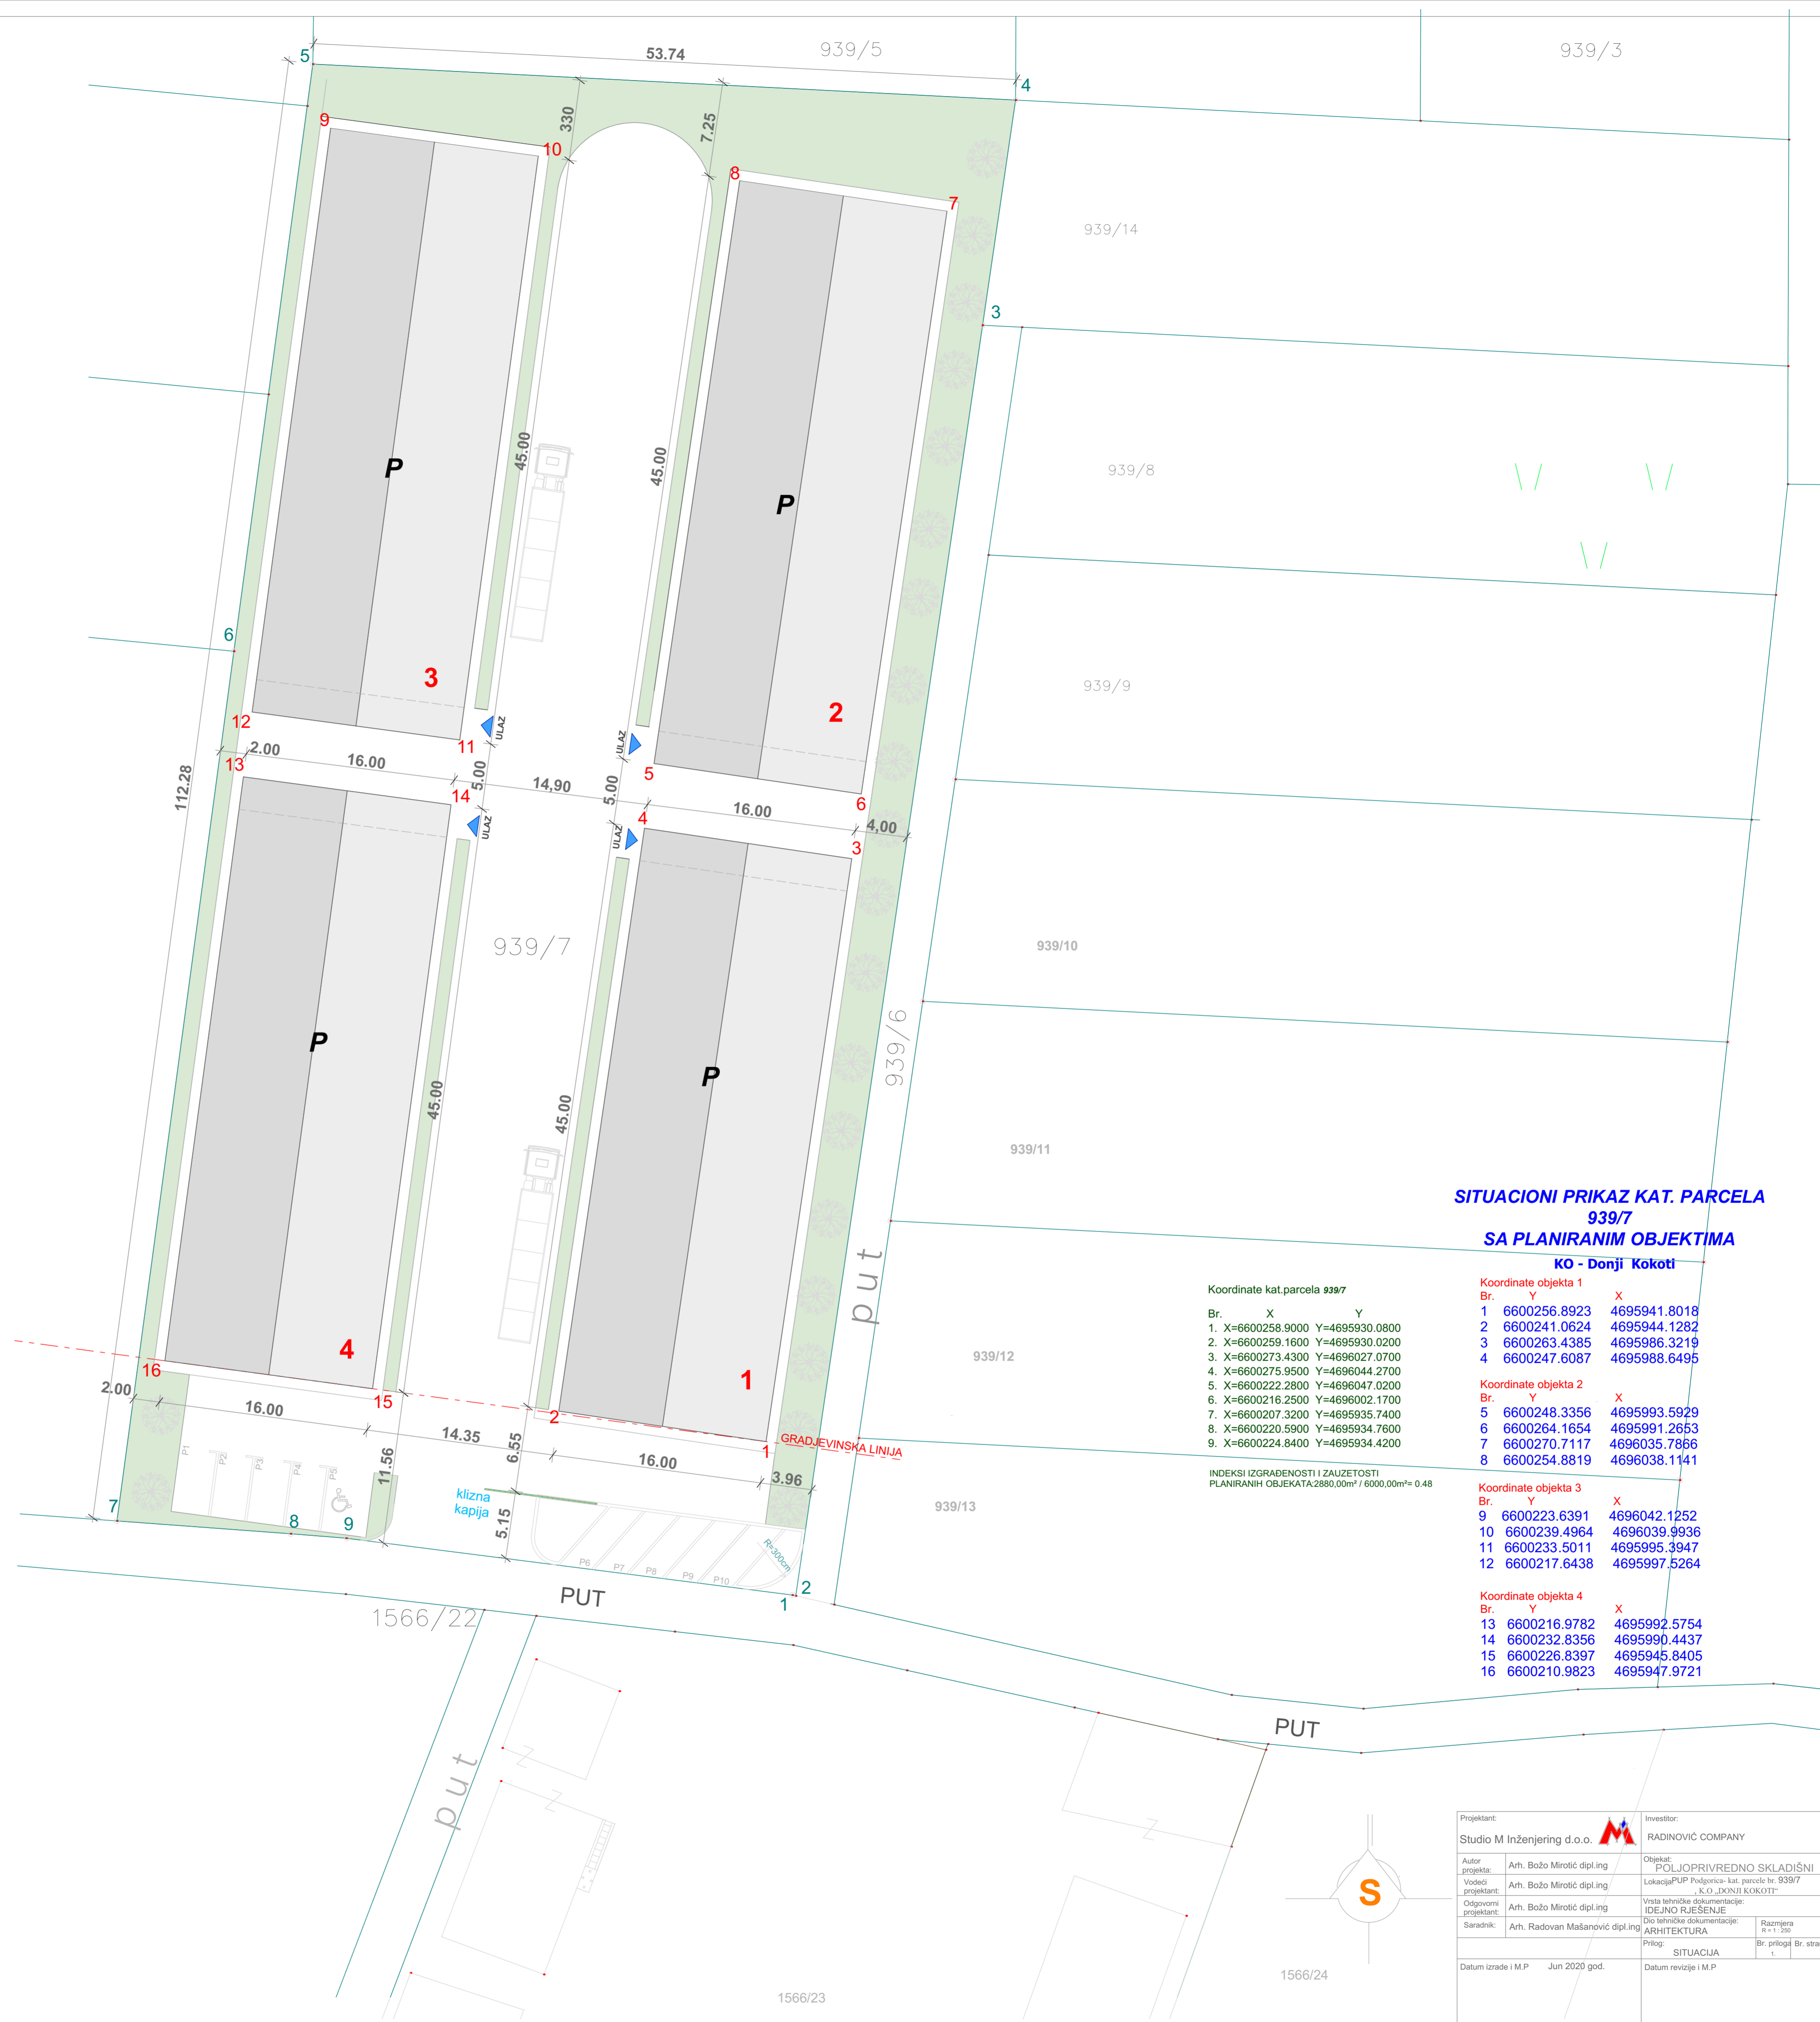 53.74
939/5
939/3
5
4
330
7.25
9
10
8
7
939/14
3
45.00
45.00
939/8
P
P
6
3
939/9
2
12
11
ULAZ
ULAZ
2.00
16.00
5.00
14,90
5.00
16.00
4,00
13
14
5
6
112.28
ULAZ
ULAZ
4
3
939/7
939/10
939/6
P
P
45.00
45.00
939/11
put
SITUACIONI PRIKAZ KAT. PARCELA
939/7
SA PLANIRANIM OBJEKTIMA
KO - Donji Kokoti
Koordinate kat.parcela 939/7
Br. X Y
1. X=6600258.9000 Y=4695930.0800
2. X=6600259.1600 Y=4695930.0200
3. X=6600273.4300 Y=4696027.0700
4. X=6600275.9500 Y=4696044.2700
5. X=6600222.2800 Y=4696047.0200
6. X=6600216.2500 Y=4696002.1700
7. X=6600207.3200 Y=4695935.7400
8. X=6600220.5900 Y=4695934.7600
9. X=6600224.8400 Y=4695934.4200
INDEKSI IZGRAĐENOSTI I ZAUZETOSTI
PLANIRANIH OBJEKATA:2880,00m² / 6000,00m²= 0.48
Koordinate objekta 1
Br. Y X
1 6600256.8923 4695941.8018
2 6600241.0624 4695944.1282
3 6600263.4385 4695986.3219
4 6600247.6087 4695988.6495
Koordinate objekta 2
Br. Y X
5 6600248.3356 4695993.5929
6 6600264.1654 4695991.2653
7 6600270.7117 4696035.7866
8 6600254.8819 4696038.1141
Koordinate objekta 3
Br. Y X
9 6600223.6391 4696042.1252
10 6600239.4964 4696039.9936
11 6600233.5011 4695995.3947
12 6600217.6438 4695997.5264
Koordinate objekta 4
Br. Y X
13 6600216.9782 4695992.5754
14 6600232.8356 4695990.4437
15 6600226.8397 4695945.8405
16 6600210.9823 4695947.9721
939/12
4
1
16
15
2
1
GRADJEVINSKA LINIJA
2.00
16.00
14.35
6.55
16.00
3.96
11.56
P1
P2
P3
P4
P5
klizna
kapija
5.15
939/13
7
8
9
P6
P7
P8
P9
P10
R=300cm
1
2
PUT
1566/22
PUT
put
S
1566/24
1566/23
Projektant:
Studio M Inženjering d.o.o.
Investitor:
RADINOVIĆ COMPANY
Autor
projekta:
Arh. Božo Mirotić dipl.ing
Objekat:
POLJOPRIVREDNO SKLADIŠNI
Vodeći
projektant:
Arh. Božo Mirotić dipl.ing
Lokacija PUP Podgorica- kat. parcele br. 939/7
, K.O „DONJI KOKOTI“
Odgovorni
projektant:
Arh. Božo Mirotić dipl.ing
Vrsta tehničke dokumentacije:
IDEJNO RJEŠENJE
Saradnik:
Arh. Radovan Mašanović dipl.ing
Dio tehničke dokumentacije:
ARHITEKTURA
Razmjera
R = 1 : 250
Prilog:
SITUACIJA
Br. priloga
1.
Br. stra
Datum izrade i M.P Jun 2020 god.
Datum revizije i M.P